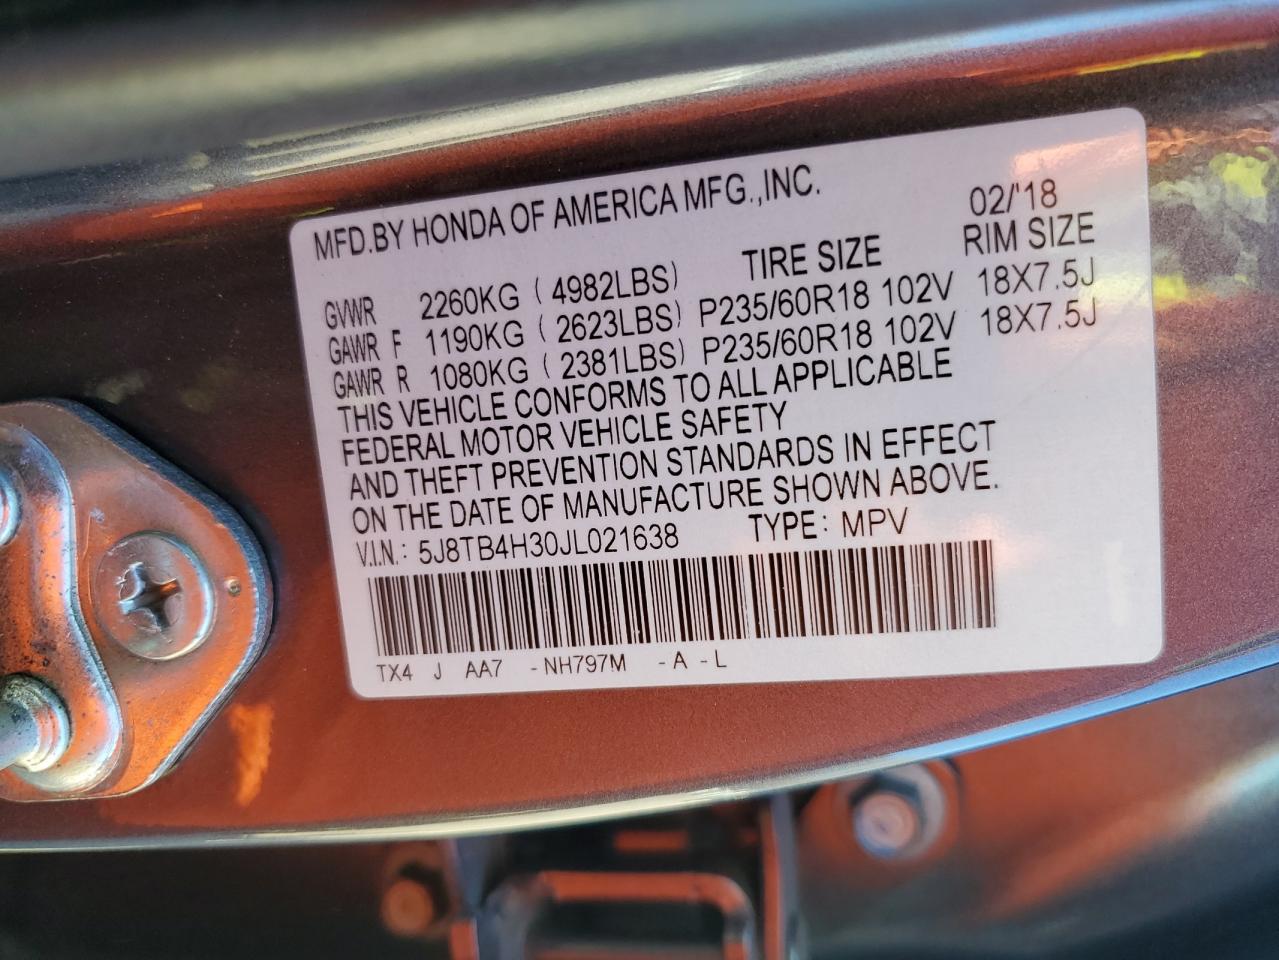 MFD.BY HONDA OF AMERICA MFG.,INC. 02/'18
TIRE SIZE RIM SIZE
GVWR 2260KG (4982LBS)
GAWR F 1190KG (2623LBS) P235/60R18 102V 18X7.5J
GAWR R 1080KG (2381LBS) P235/60R18 102V 18X7.5J
THIS VEHICLE CONFORMS TO ALL APPLICABLE
FEDERAL MOTOR VEHICLE SAFETY
AND THEFT PREVENTION STANDARDS IN EFFECT
ON THE DATE OF MANUFACTURE SHOWN ABOVE.
V.I.N.: 5J8TB4H30JL021638 TYPE: MPV
TX4 J AA7 -NH797M -A -L